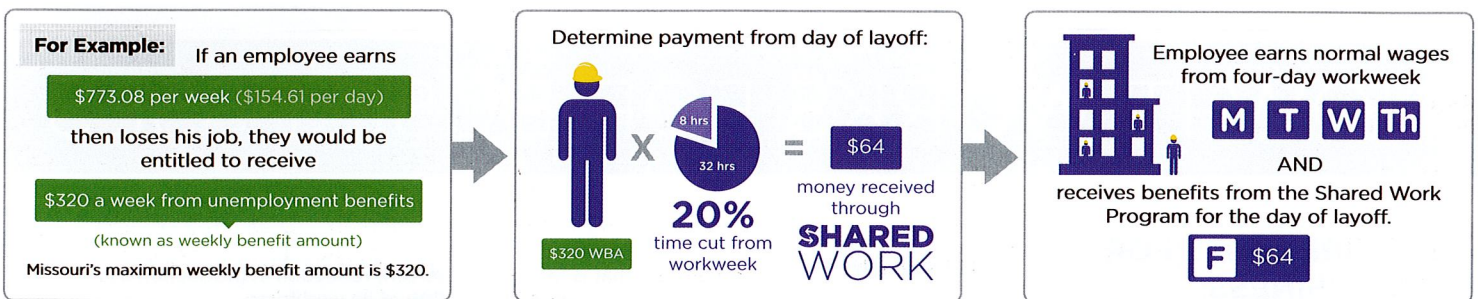 For Example:
If an employee earns
$773.08 per week ($154.61 per day)
then loses his job, they would be
entitled to receive
$320 a week from unemployment benefits
(known as weekly benefit amount)
Missouri's maximum weekly benefit amount is $320.
Determine payment from day of layoff:
$320 WBA
X
8 hrs
32 hrs
20%
time cut from
workweek
=
$64
money received
through
SHARED
WORK
Employee earns normal wages
from four-day workweek
M T W Th
AND
receives benefits from the Shared Work
Program for the day of layoff.
F $64